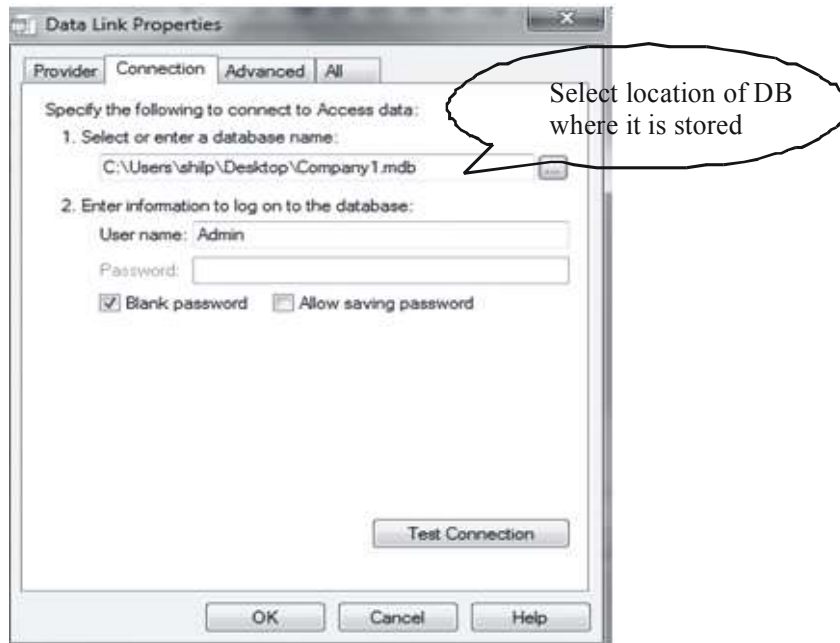 Data Link Properties
Provider Connection Advanced All
Specify the following to connect to Access data:
1. Select or enter a database name:
C:\Users\shilp\Desktop\Company1.mdb ...
2. Enter information to log on to the database:
User name: Admin
Password:
Blank password Allow saving password
Test Connection
OK Cancel Help
Select location of DB
where it is stored